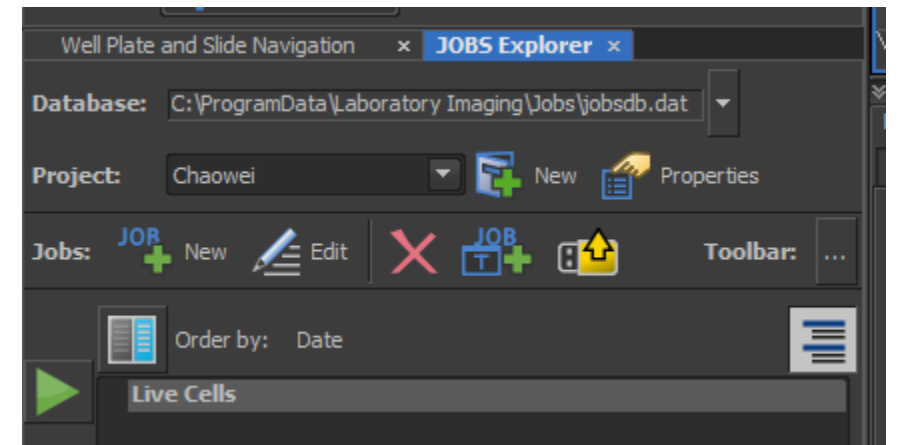 Well Plate and Slide Navigation × JOBS Explorer ×
Database: C:\ProgramData\Laboratory Imaging\Jobs\jobsdb.dat
Project: Chaowei New Properties
Jobs: JOB New Edit JOB T Toolbar: ...
Order by: Date
Live Cells